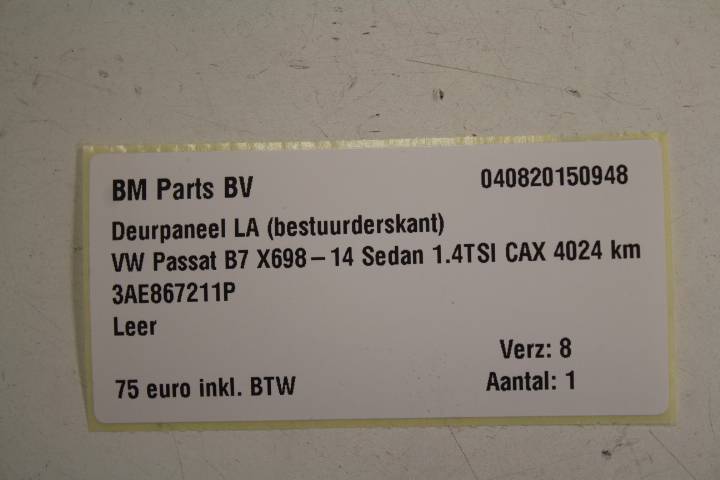 BM Parts BV 040820150948
Deurpaneel LA (bestuurderskant)
VW Passat B7 X698-14 Sedan 1.4TSI CAX 4024 km
3AE867211P
Leer
Verz: 8
75 euro inkl. BTW Aantal: 1